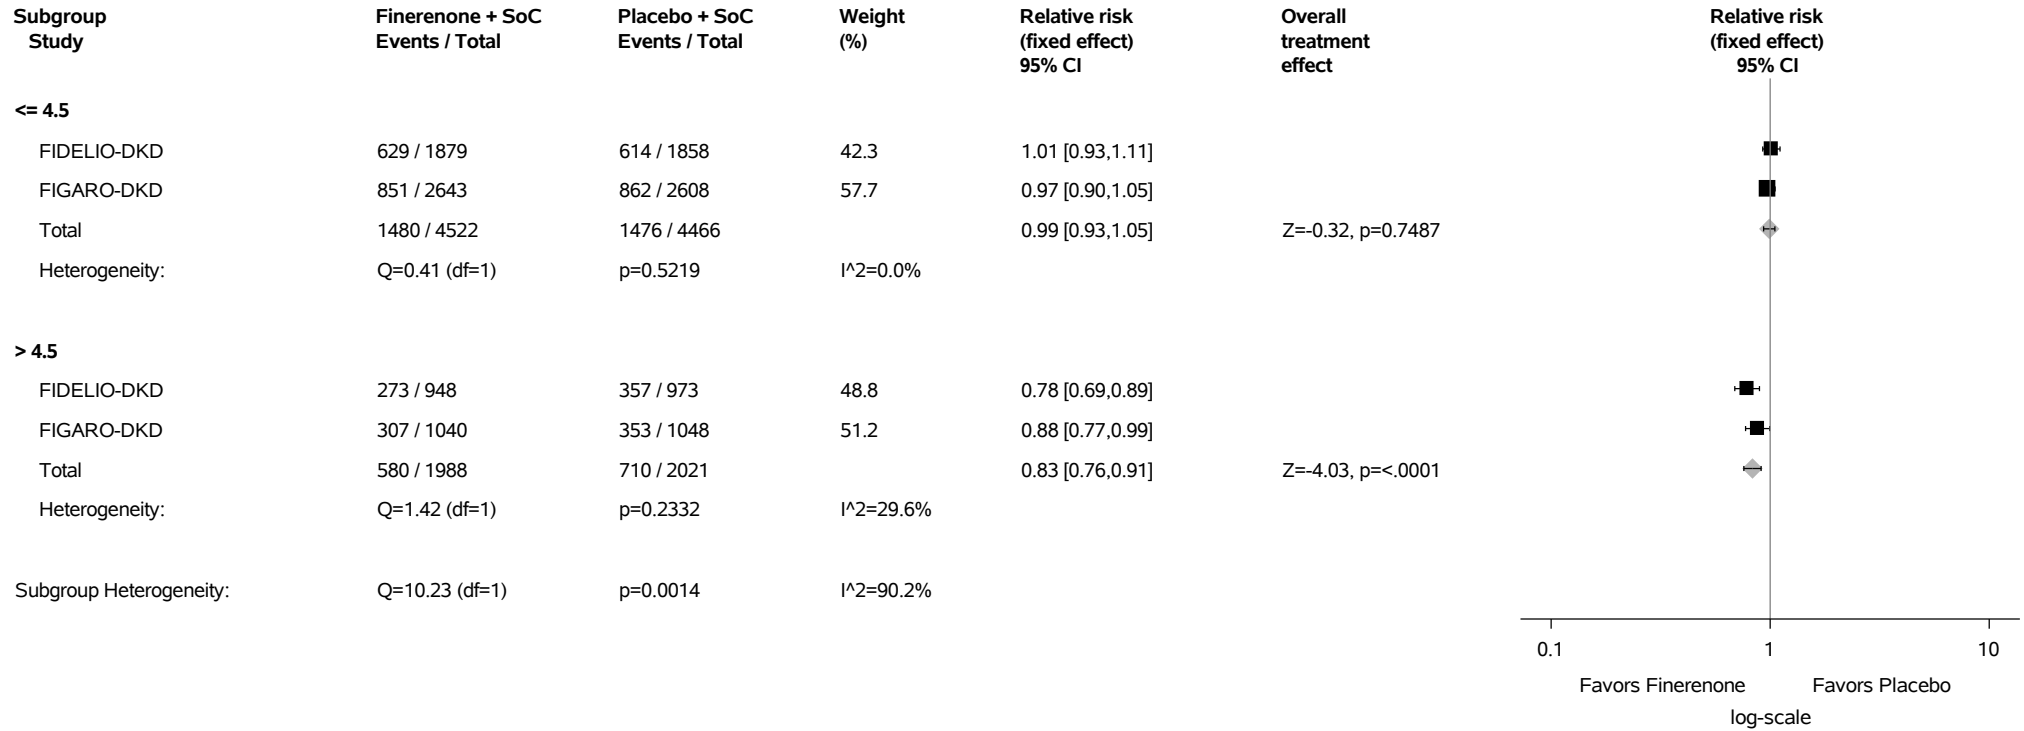 Subgroup Finerenone + SoC Placebo + SoC Weight Relative risk Overall Relative risk
Study Events / Total Events / Total (%) (fixed effect) treatment (fixed effect)
95% CI effect 95% CI
<= 4.5
FIDELIO-DKD 629 / 1879 614 / 1858 42.3 1.01 [0.93,1.11]
FIGARO-DKD 851 / 2643 862 / 2608 57.7 0.97 [0.90,1.05]
Total 1480 / 4522 1476 / 4466 0.99 [0.93,1.05] Z=-0.32, p=0.7487
Heterogeneity: Q=0.41 (df=1) p=0.5219 I^2=0.0%
> 4.5
FIDELIO-DKD 273 / 948 357 / 973 48.8 0.78 [0.69,0.89]
FIGARO-DKD 307 / 1040 353 / 1048 51.2 0.88 [0.77,0.99]
Total 580 / 1988 710 / 2021 0.83 [0.76,0.91] Z=-4.03, p=<.0001
Heterogeneity: Q=1.42 (df=1) p=0.2332 I^2=29.6%
Subgroup Heterogeneity: Q=10.23 (df=1) p=0.0014 I^2=90.2%
0.1 1 10
Favors Finerenone Favors Placebo
log-scale